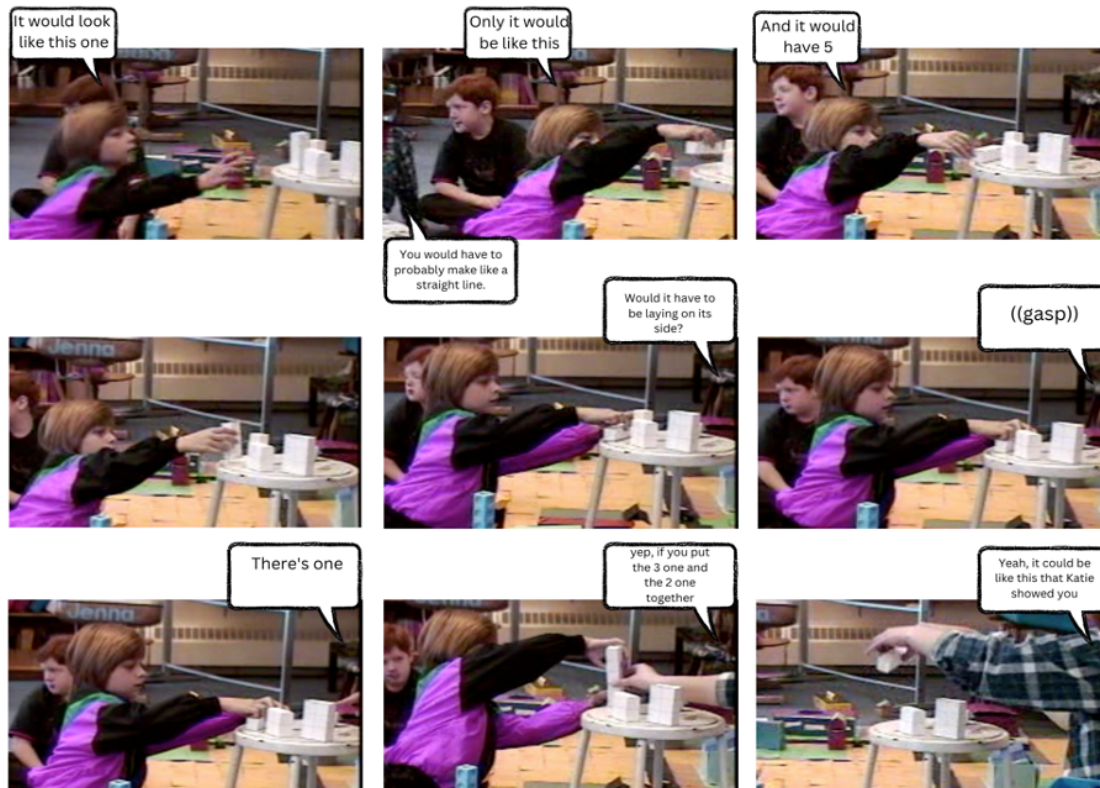 It would look
like this one
Only it would
be like this
And it would
have 5
You would have to
probably make like a
straight line.
Would it have to
be laying on its
side?
((gasp))
Jenna
There's one
yep, if you put
the 3 one and
the 2 one
together
Yeah, it could be
like this that Katie
showed you
Jenna